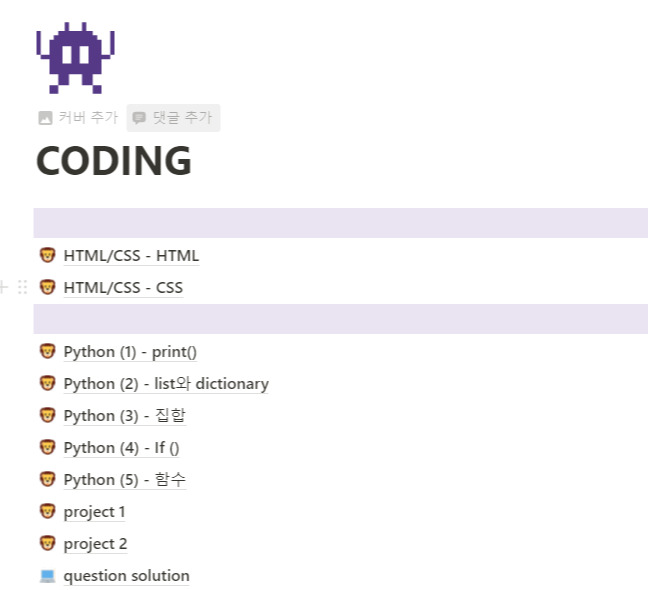 커버 추가 댓글 추가
CODING
HTML/CSS - HTML
HTML/CSS - CSS
Python (1) - print()
Python (2) - list와 dictionary
Python (3) - 집합
Python (4) - If ()
Python (5) - 함수
project 1
project 2
question solution